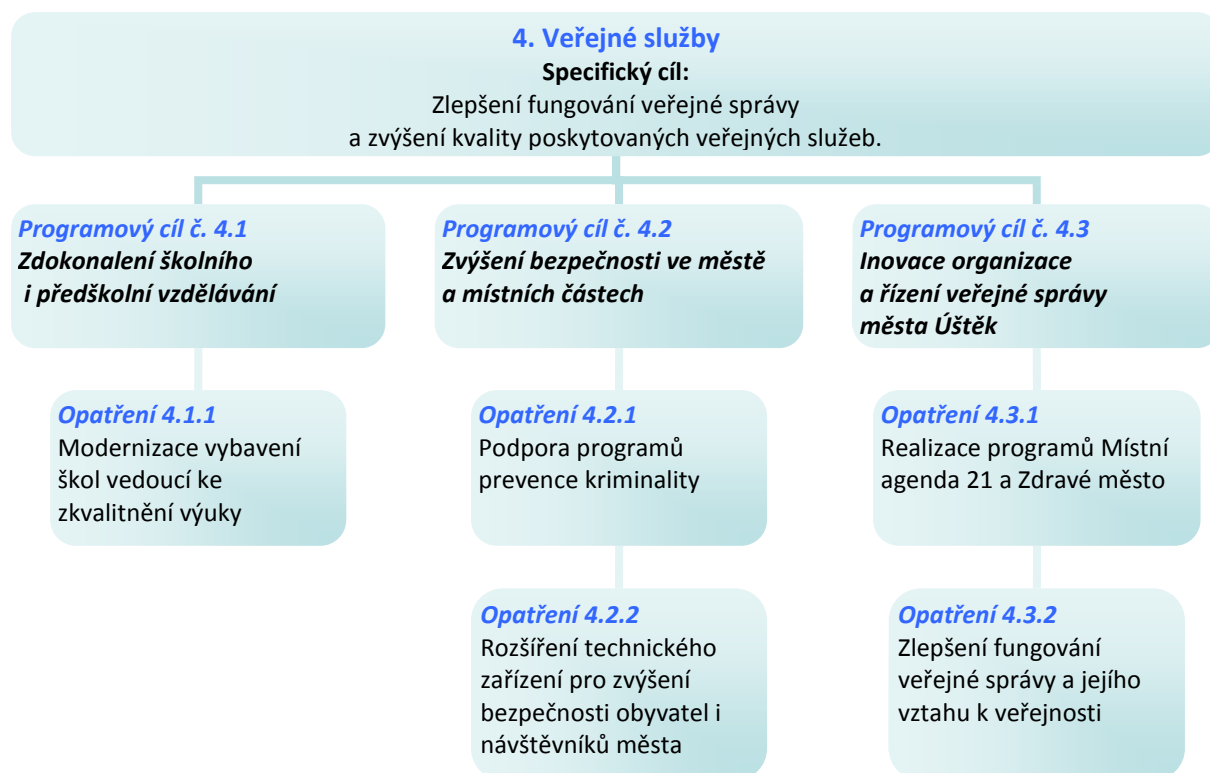 4. Veřejné služby
Specifický cíl:
Zlepšení fungování veřejné správy
a zvýšení kvality poskytovaných veřejných služeb.
Programový cíl č. 4.1
Zdokonalení školního
i předškolní vzdělávání
Programový cíl č. 4.2
Zvýšení bezpečnosti ve městě
a místních částech
Programový cíl č. 4.3
Inovace organizace
a řízení veřejné správy
města Úštěk
Opatření 4.1.1
Modernizace vybavení
škol vedoucí ke
zkvalitnění výuky
Opatření 4.2.1
Podpora programů
prevence kriminality
Opatření 4.3.1
Realizace programů Místní
agenda 21 a Zdravé město
Opatření 4.2.2
Rozšíření technického
zařízení pro zvýšení
bezpečnosti obyvatel i
návštěvníků města
Opatření 4.3.2
Zlepšení fungování
veřejné správy a jejího
vztahu k veřejnosti